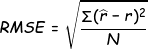 RMSE = √(Σ(r̂ − r)² / N)